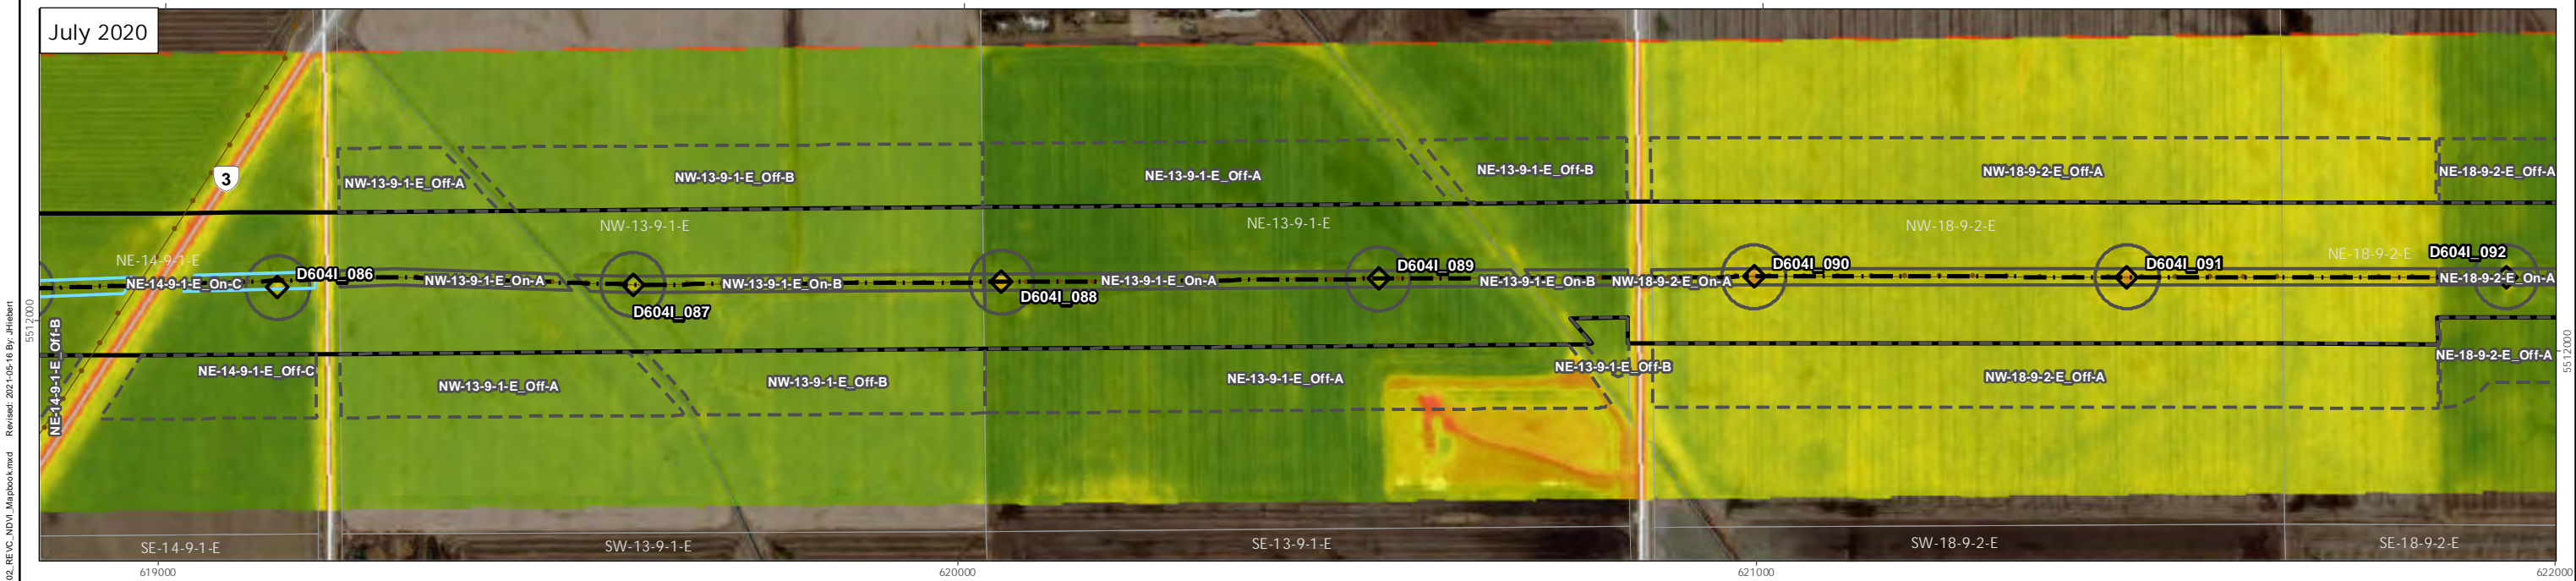 July 2020
3
NW-13-9-1-E_Off-A
NW-13-9-1-E_Off-B
NE-13-9-1-E_Off-A
NE-13-9-1-E_Off-B
NW-18-9-2-E_Off-A
NE-18-9-2-E_Off-A
NE-14-9-1-E
NW-13-9-1-E
NE-13-9-1-E
NW-18-9-2-E
NE-18-9-2-E
NE-14-9-1-E_On-C
D604I_086
NW-13-9-1-E_On-A
D604I_087
NW-13-9-1-E_On-B
D604I_088
NE-13-9-1-E_On-A
D604I_089
NE-13-9-1-E_On-B
NW-18-9-2-E_On-A
D604I_090
D604I_091
D604I_092
NE-18-9-2-E_On-A
NE-14-9-1-E_Off-B
NE-14-9-1-E_Off-C
NW-13-9-1-E_Off-A
NW-13-9-1-E_Off-B
NE-13-9-1-E_Off-A
NE-13-9-1-E_Off-B
NW-18-9-2-E_Off-A
NE-18-9-2-E_Off-A
SE-14-9-1-E
SW-13-9-1-E
SE-13-9-1-E
SW-18-9-2-E
SE-18-9-2-E
619000
620000
621000
622000
5512000
5512000
02_REVC_NDVI_Mapbook.mxd Revised: 2021-05-16 By: JHiebert